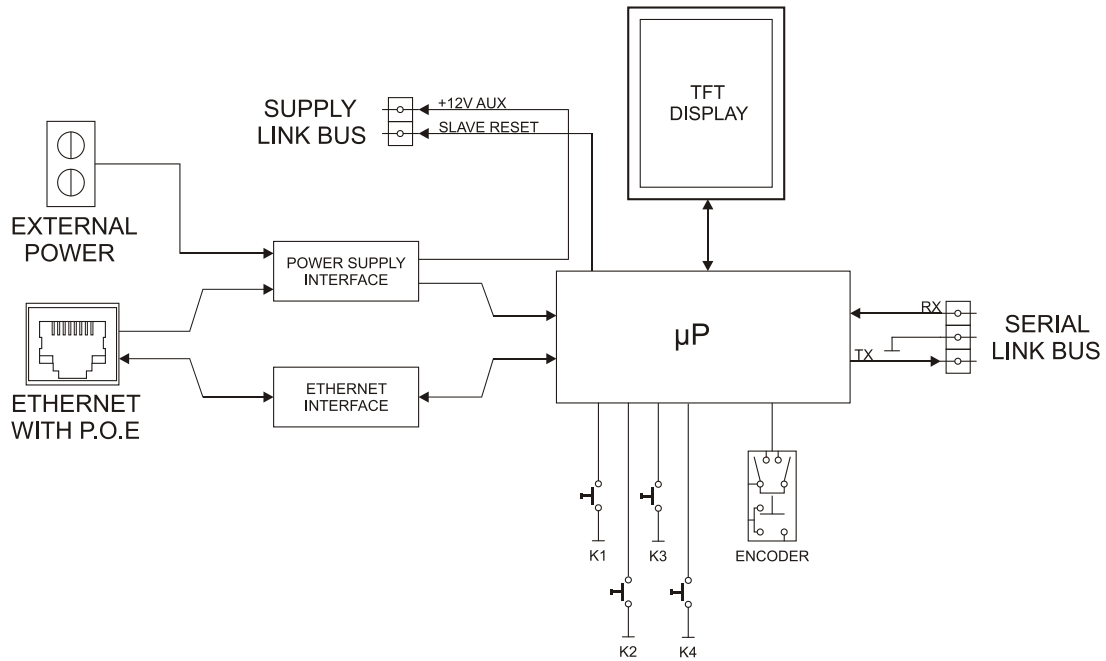 TFT
DISPLAY
SUPPLY
LINK BUS
+12V AUX
SLAVE RESET
EXTERNAL
POWER
POWER SUPPLY
INTERFACE
µP
RX
TX
SERIAL
LINK BUS
ETHERNET
WITH P.O.E
ETHERNET
INTERFACE
K1
K3
ENCODER
K2
K4